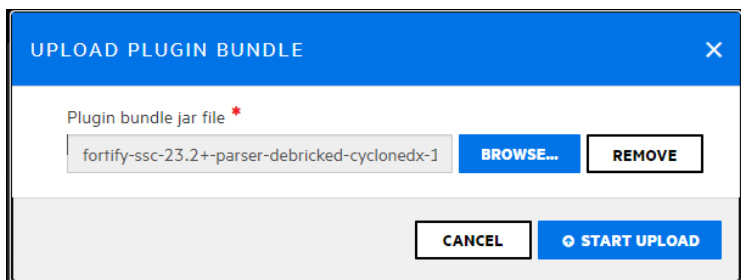 UPLOAD PLUGIN BUNDLE
Plugin bundle jar file *
fortify-ssc-23.2+-parser-debricked-cyclonedx-1 BROWSE... REMOVE
CANCEL START UPLOAD